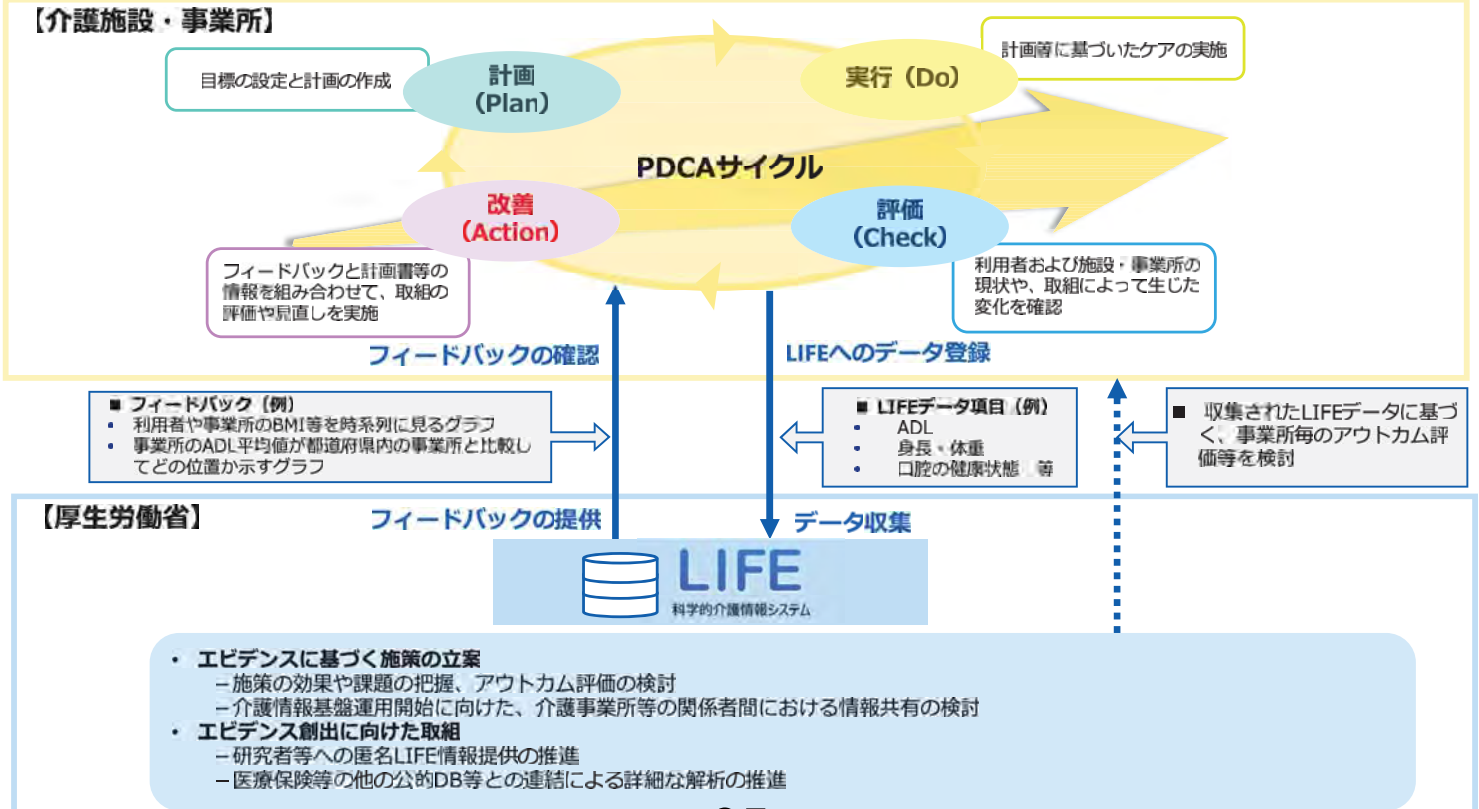 【介護施設・事業所】
目標の設定と計画の作成
計画
（Plan）
実行（Do）
計画等に基づいたケアの実施
PDCAサイクル
改善
（Action）
評価
（Check）
フィードバックと計画書等の
情報を組み合わせて、取組の
評価や見直しを実施
利用者および施設・事業所の
現状や、取組によって生じた
変化を確認
フィードバックの確認
LIFEへのデータ登録
■ フィードバック（例）
• 利用者や事業所のBMI等を時系列に見るグラフ
• 事業所のADL平均値が都道府県内の事業所と比較し
てどの位置か示すグラフ
■ LIFEデータ項目（例）
• ADL
• 身長・体重
• 口腔の健康状態 等
■ 収集されたLIFEデータに基づ
く、事業所毎のアウトカム評
価等を検討
【厚生労働省】
フィードバックの提供
データ収集
LIFE
科学的介護情報システム
• エビデンスに基づく施策の立案
－施策の効果や課題の把握、アウトカム評価の検討
－介護情報基盤運用開始に向けた、介護事業所等の関係者間における情報共有の検討
• エビデンス創出に向けた取組
－研究者等への匿名LIFE情報提供の推進
－医療保険等の他の公的DB等との連結による詳細な解析の推進